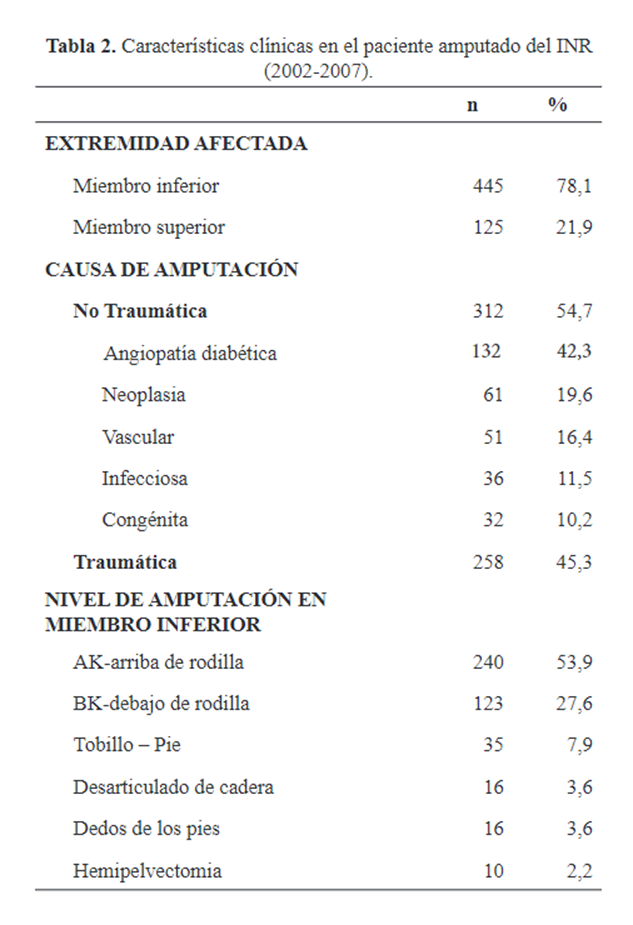 Tabla 2. Características clínicas en el paciente amputado del INR
(2002-2007).
n %
EXTREMIDAD AFECTADA
Miembro inferior 445 78,1
Miembro superior 125 21,9
CAUSA DE AMPUTACIÓN
No Traumática 312 54,7
Angiopatía diabética 132 42,3
Neoplasia 61 19,6
Vascular 51 16,4
Infecciosa 36 11,5
Congénita 32 10,2
Traumática 258 45,3
NIVEL DE AMPUTACIÓN EN
MIEMBRO INFERIOR
AK-arriba de rodilla 240 53,9
BK-debajo de rodilla 123 27,6
Tobillo – Pie 35 7,9
Desarticulado de cadera 16 3,6
Dedos de los pies 16 3,6
Hemipelvectomia 10 2,2